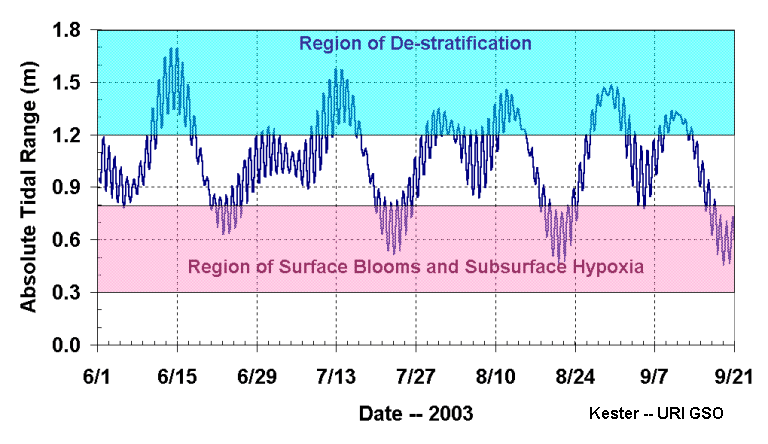 Region of De-stratification
Region of Surface Blooms and Subsurface Hypoxia
Absolute Tidal Range (m)
1.8
1.5
1.2
0.9
0.6
0.3
0.0
6/1 6/15 6/29 7/13 7/27 8/10 8/24 9/7 9/21
Date -- 2003
Kester -- URI GSO